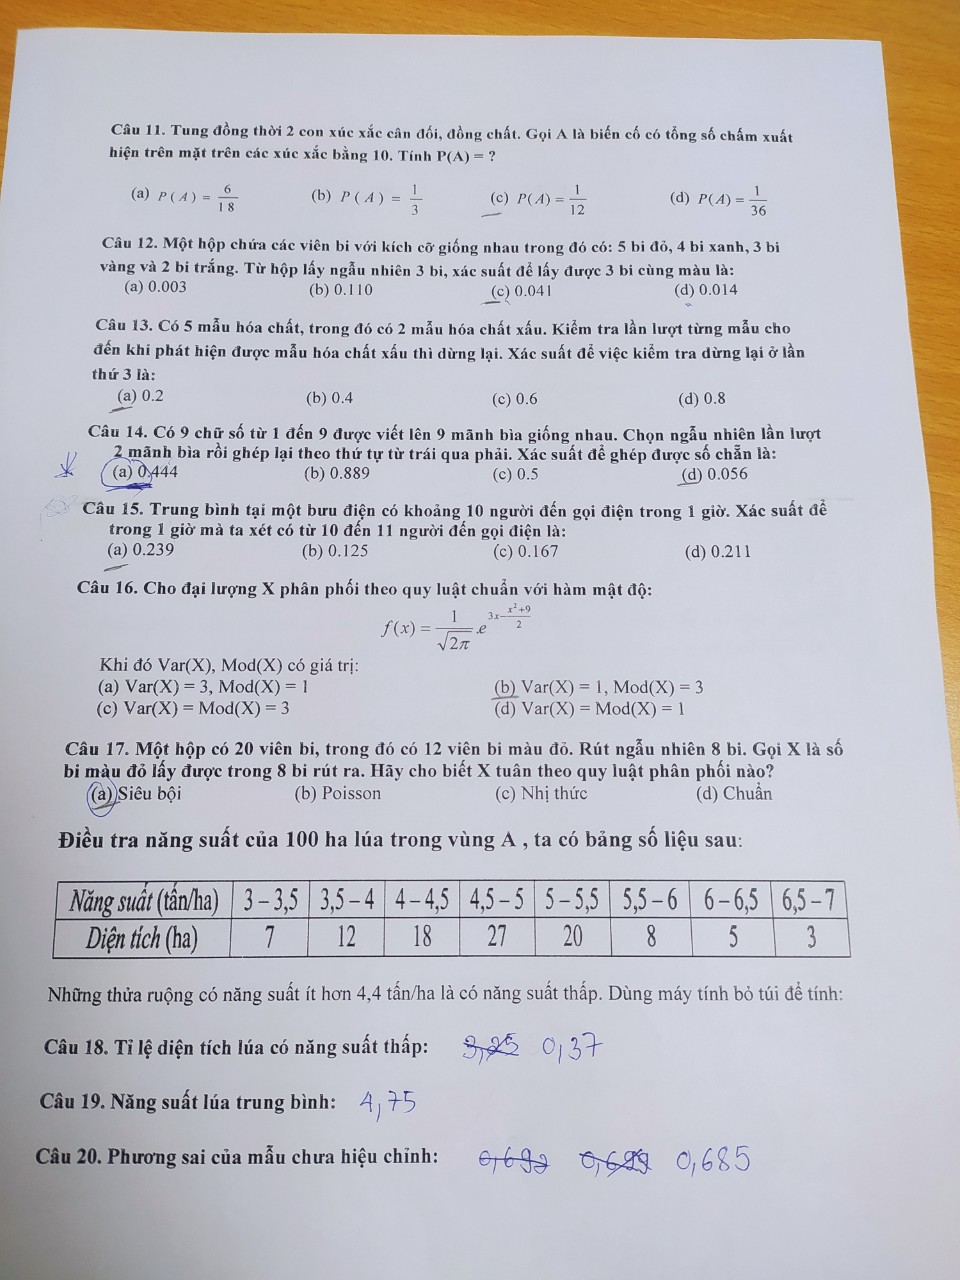 Câu 11. Tung đồng thời 2 con xúc xắc cân đối, đồng chất. Gọi A là biến cố có tổng số chấm xuất
hiện trên mặt trên các xúc xắc bằng 10. Tính P(A) = ?
(a) P(A) = 6/18 (b) P(A) = 1/3 (c) P(A) = 1/12 (d) P(A) = 1/36
Câu 12. Một hộp chứa các viên bi với kích cỡ giống nhau trong đó có: 5 bi đỏ, 4 bi xanh, 3 bi
vàng và 2 bi trắng. Từ hộp lấy ngẫu nhiên 3 bi, xác suất để lấy được 3 bi cùng màu là:
(a) 0.003 (b) 0.110 (c) 0.041 (d) 0.014
Câu 13. Có 5 mẫu hóa chất, trong đó có 2 mẫu hóa chất xấu. Kiểm tra lần lượt từng mẫu cho
đến khi phát hiện được mẫu hóa chất xấu thì dừng lại. Xác suất để việc kiểm tra dừng lại ở lần
thứ 3 là:
(a) 0.2 (b) 0.4 (c) 0.6 (d) 0.8
Câu 14. Có 9 chữ số từ 1 đến 9 được viết lên 9 mãnh bìa giống nhau. Chọn ngẫu nhiên lần lượt
2 mãnh bìa rồi ghép lại theo thứ tự từ trái qua phải. Xác suất để ghép được số chẵn là:
(a) 0.444 (b) 0.889 (c) 0.5 (d) 0.056
Câu 15. Trung bình tại một bưu điện có khoảng 10 người đến gọi điện trong 1 giờ. Xác suất để
trong 1 giờ mà ta xét có từ 10 đến 11 người đến gọi điện là:
(a) 0.239 (b) 0.125 (c) 0.167 (d) 0.211
Câu 16. Cho đại lượng X phân phối theo quy luật chuẩn với hàm mật độ:
f(x) = 1/√2π .e^(3x−(x²+9)/2)
Khi đó Var(X), Mod(X) có giá trị:
(a) Var(X) = 3, Mod(X) = 1 (b) Var(X) = 1, Mod(X) = 3
(c) Var(X) = Mod(X) = 3 (d) Var(X) = Mod(X) = 1
Câu 17. Một hộp có 20 viên bi, trong đó có 12 viên bi màu đỏ. Rút ngẫu nhiên 8 bi. Gọi X là số
bi màu đỏ lấy được trong 8 bi rút ra. Hãy cho biết X tuân theo quy luật phân phối nào?
(a) Siêu bội (b) Poisson (c) Nhị thức (d) Chuẩn
Điều tra năng suất của 100 ha lúa trong vùng A , ta có bảng số liệu sau:
Năng suất (tấn/ha) 3 – 3,5 3,5 – 4 4 – 4,5 4,5 – 5 5 – 5,5 5,5 – 6 6 – 6,5 6,5 – 7
Diện tích (ha) 7 12 18 27 20 8 5 3
Những thửa ruộng có năng suất ít hơn 4,4 tấn/ha là có năng suất thấp. Dùng máy tính bỏ túi để tính:
Câu 18. Tỉ lệ diện tích lúa có năng suất thấp: 3,25 0,37
Câu 19. Năng suất lúa trung bình: 4,75
Câu 20. Phương sai của mẫu chưa hiệu chỉnh: 0,685